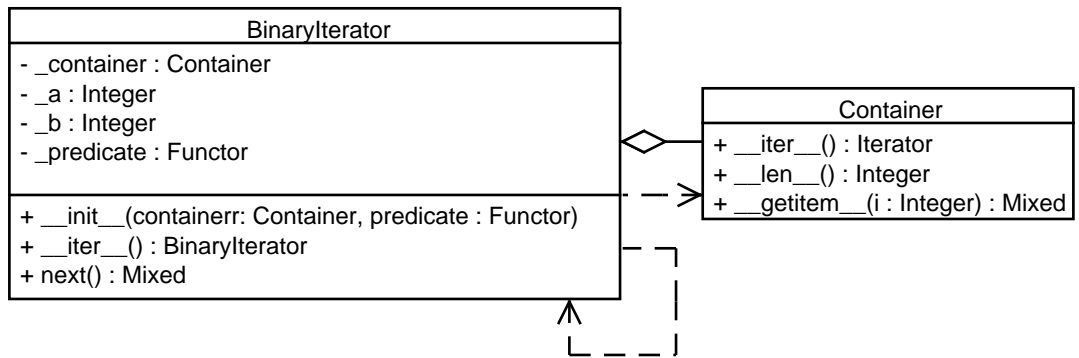 BinaryIterator
- _container : Container
- _a : Integer
- _b : Integer
- _predicate : Functor
+ __init__(containerr: Container, predicate : Functor)
+ __iter__() : BinaryIterator
+ next() : Mixed
Container
+ __iter__() : Iterator
+ __len__() : Integer
+ __getitem__(i : Integer) : Mixed